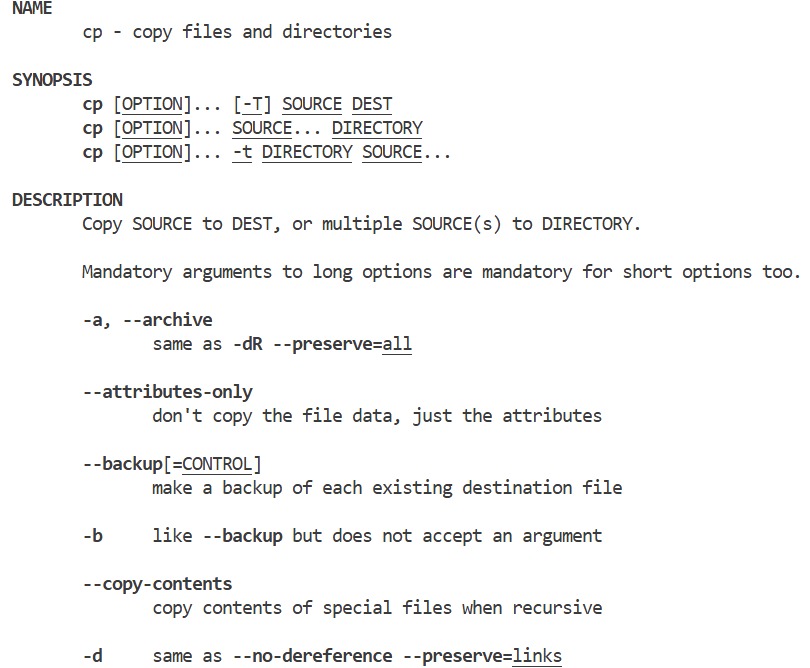 NAME
cp - copy files and directories
SYNOPSIS
cp [OPTION]... [-T] SOURCE DEST
cp [OPTION]... SOURCE... DIRECTORY
cp [OPTION]... -t DIRECTORY SOURCE...
DESCRIPTION
Copy SOURCE to DEST, or multiple SOURCE(s) to DIRECTORY.
Mandatory arguments to long options are mandatory for short options too.
-a, --archive
same as -dR --preserve=all
--attributes-only
don't copy the file data, just the attributes
--backup[=CONTROL]
make a backup of each existing destination file
-b like --backup but does not accept an argument
--copy-contents
copy contents of special files when recursive
-d same as --no-dereference --preserve=links